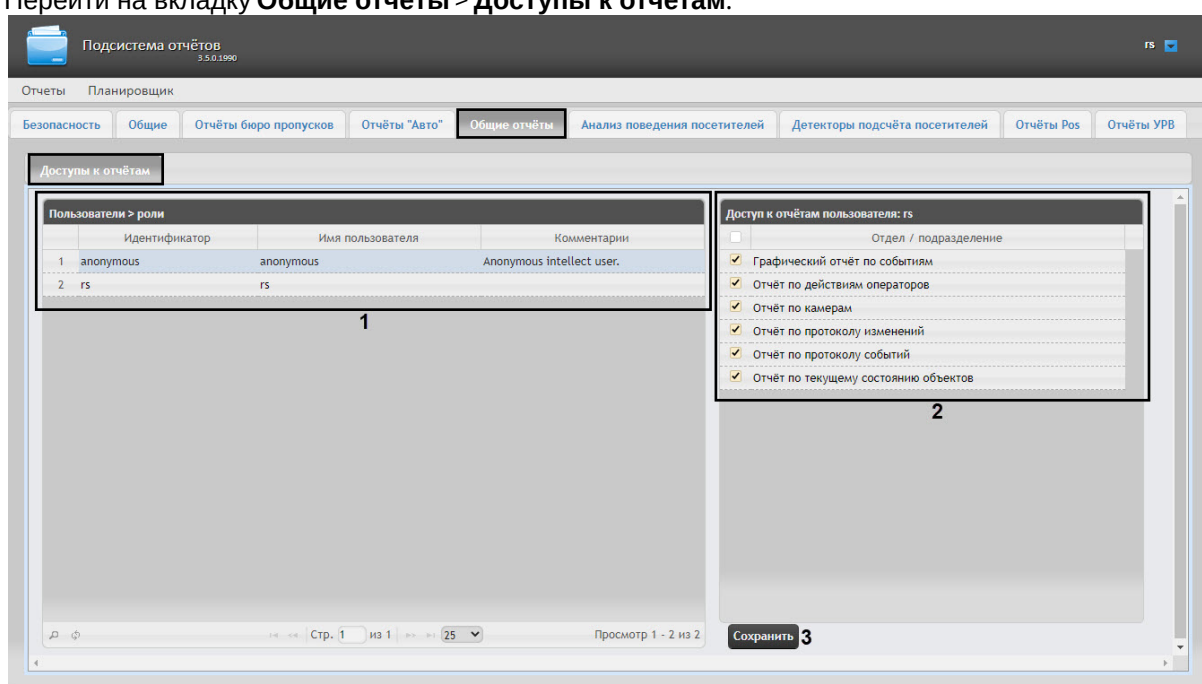 Перейти на вкладку Общие отчеты > Доступы к отчетам.
Подсистема отчётов
3.5.0.1990
rs
Отчеты Планировщик
Безопасность Общие Отчёты бюро пропусков Отчёты "Авто" Общие отчёты Анализ поведения посетителей Детекторы подсчёта посетителей Отчёты Pos Отчёты УРВ
Доступы к отчётам
Пользователи > роли
Идентификатор Имя пользователя Комментарии
1 anonymous anonymous Anonymous intellect user.
2 rs rs
1
Доступ к отчётам пользователя: rs
Отдел / подразделение
Графический отчёт по событиям
Отчёт по действиям операторов
Отчёт по камерам
Отчёт по протоколу изменений
Отчёт по протоколу событий
Отчёт по текущему состоянию объектов
2
Стр. 1 из 1 25 Просмотр 1 - 2 из 2
Сохранить 3